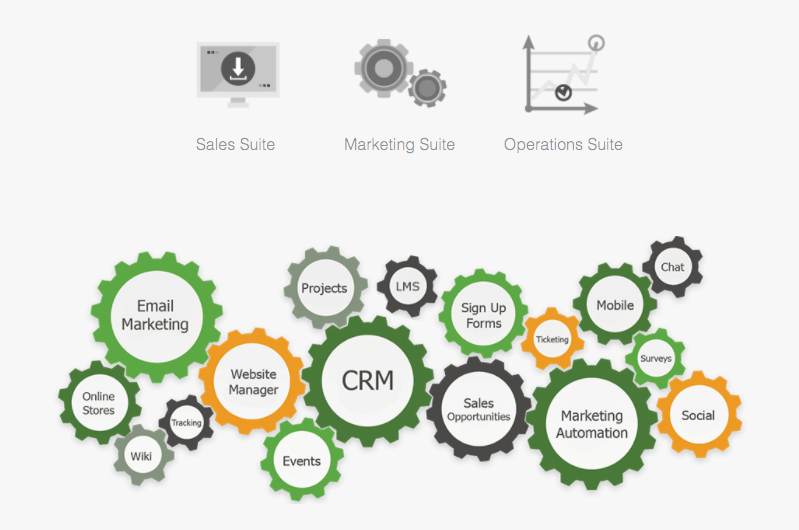 Sales Suite
Marketing Suite
Operations Suite
Email
Marketing
Projects
LMS
Sign Up
Forms
Mobile
Chat
Ticketing
Surveys
Online
Stores
Website
Manager
CRM
Sales
Opportunities
Marketing
Automation
Social
Tracking
Wiki
Events